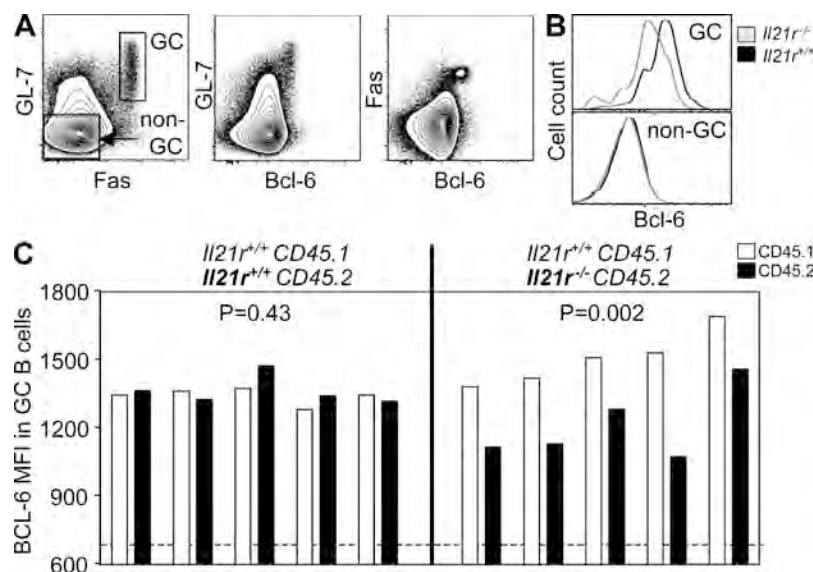 A
GL-7
GC
non-
GC
Fas
GL-7
Bcl-6
Fas
Bcl-6
B
Cell count
GC
non-GC
Bcl-6
Il21r-/-
Il21r+/+
C
Il21r+/+ CD45.1
Il21r+/+ CD45.2
Il21r+/+ CD45.1
Il21r-/- CD45.2
CD45.1
CD45.2
BCL-6 MFI in GC B cells
1800
1500
1200
900
600
P=0.43
P=0.002